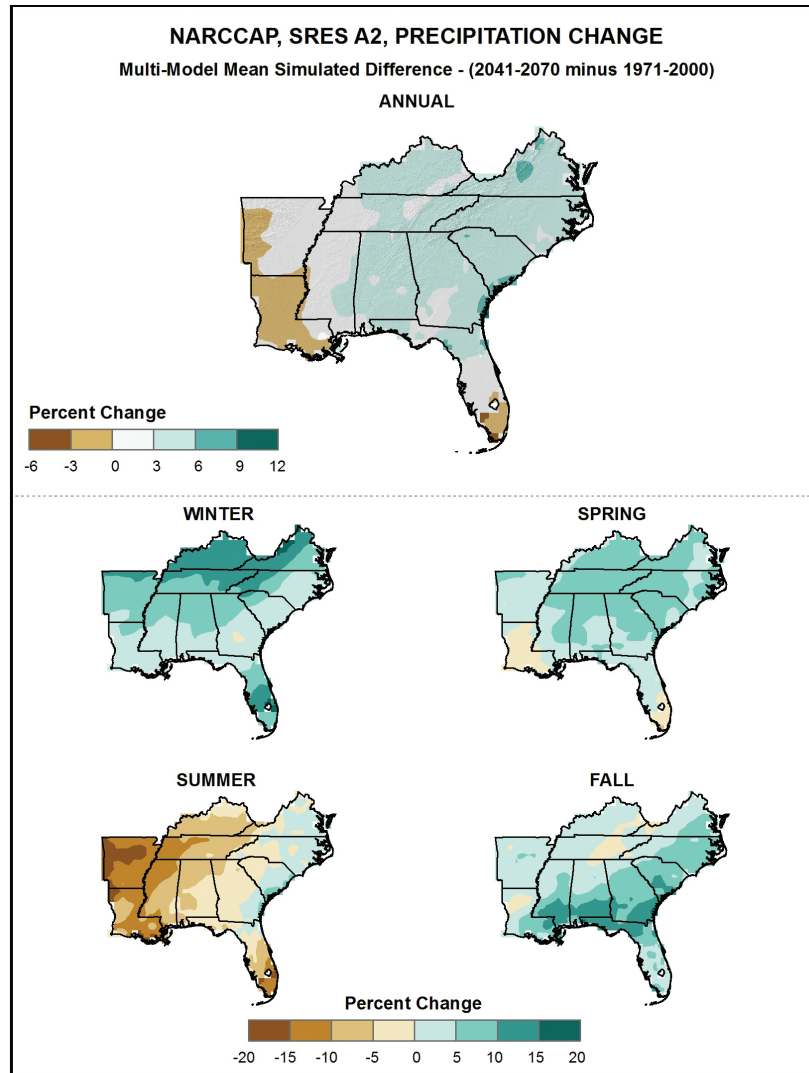 NARCCAP, SRES A2, PRECIPITATION CHANGE
Multi-Model Mean Simulated Difference - (2041-2070 minus 1971-2000)
ANNUAL
Percent Change
-6 -3 0 3 6 9 12
WINTER SPRING
SUMMER FALL
Percent Change
-20 -15 -10 -5 0 5 10 15 20